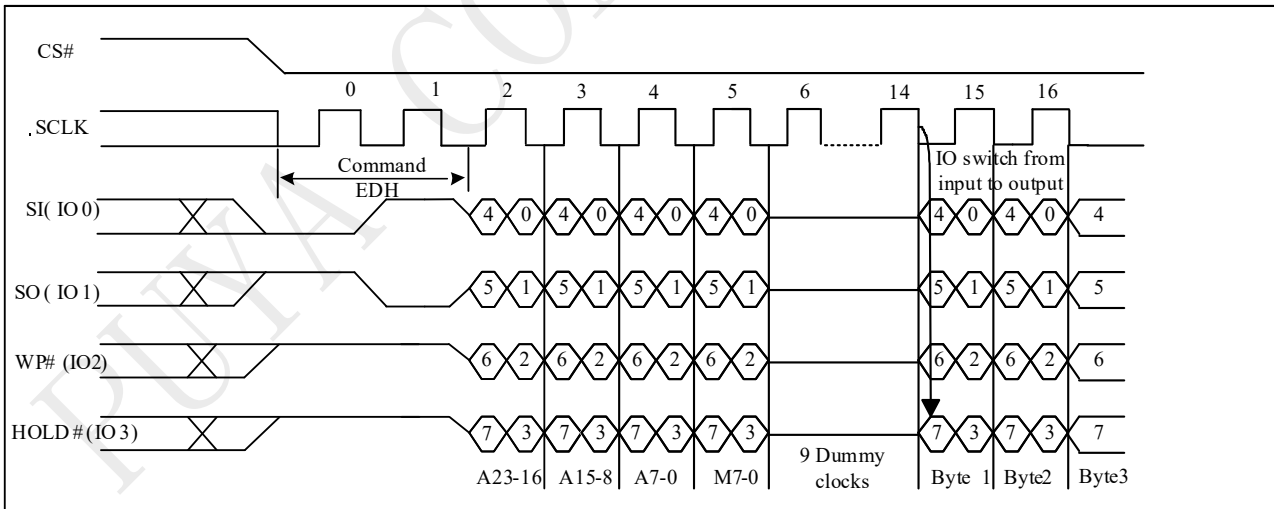 PUYA CO
CS#
0 1 2 3 4 5 6 14 15 16
SCLK
Command
EDH
IO switch from
input to output
SI( IO 0) 4 0 4 0 4 0 4 0 4 0 4 0 4
SO ( IO 1) 5 1 5 1 5 1 5 1 5 1 5 1 5
WP# (IO2) 6 2 6 2 6 2 6 2 6 2 6 2 6
HOLD # (IO 3) 7 3 7 3 7 3 7 3 7 3 7 3 7
A23-16 A15-8 A7-0 M7-0 9 Dummy
clocks Byte 1 Byte2 Byte3